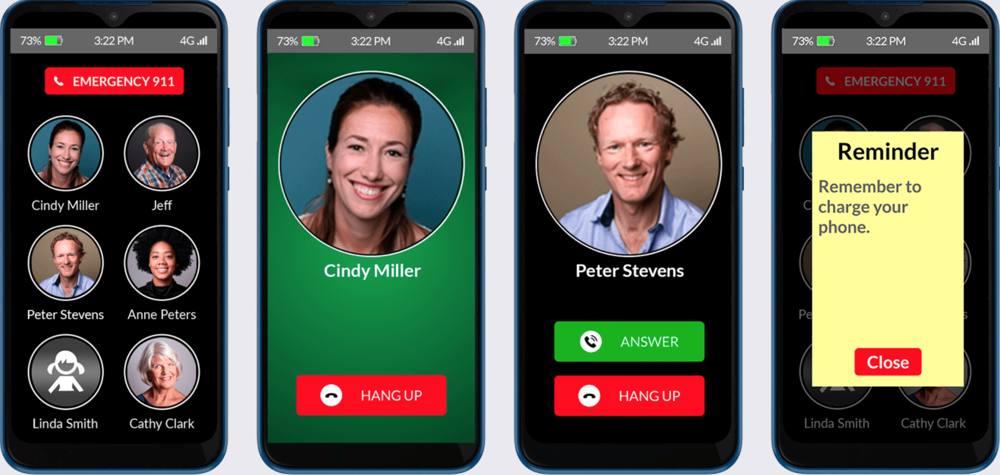 73% 3:22 PM 4G
EMERGENCY 911
Cindy Miller Jeff
Peter Stevens Anne Peters
Linda Smith Cathy Clark
73% 3:22 PM 4G
Cindy Miller
HANG UP
73% 3:22 PM 4G
Peter Stevens
ANSWER
HANG UP
73% 3:22 PM 4G
EMERGENCY 911
Reminder
Remember to
C
charge your
phone.
Pe s
Close
Linda Smith Cathy Clark